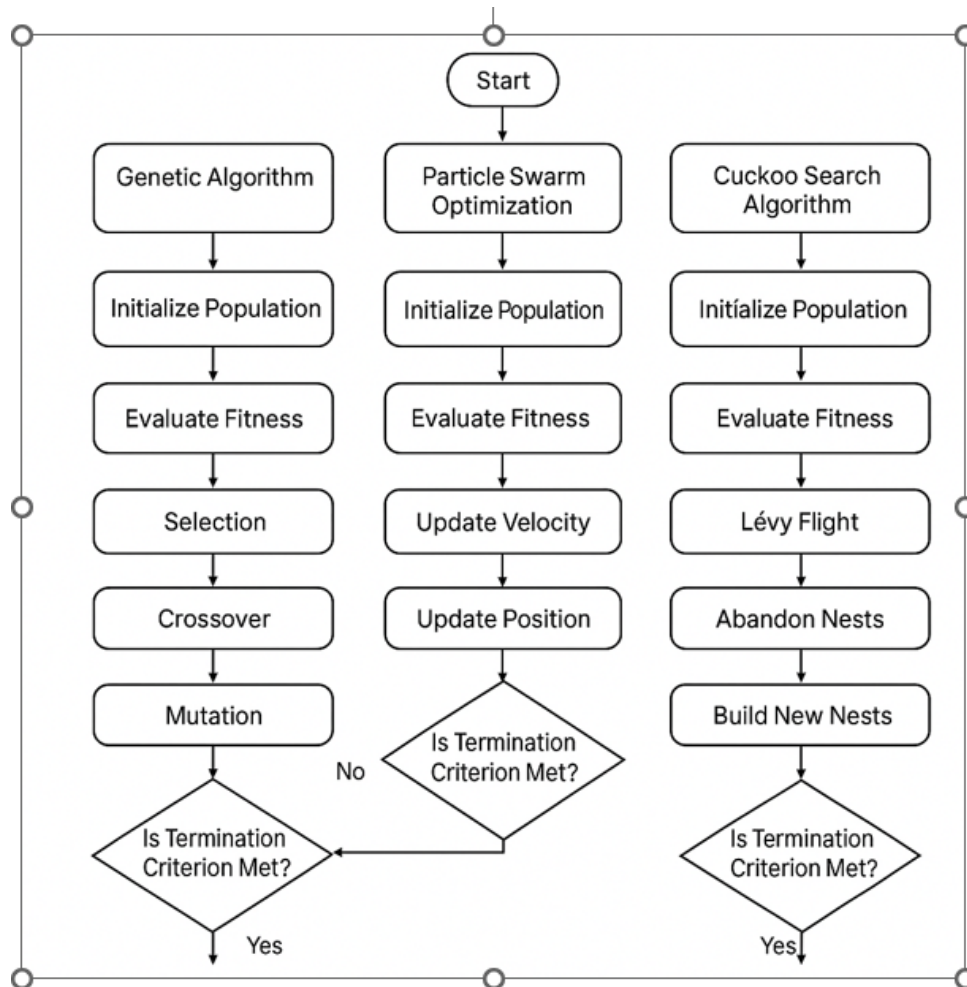 Start
Genetic Algorithm
Initialize Population
Evaluate Fitness
Selection
Crossover
Mutation
Is Termination
Criterion Met?
Yes
Particle Swarm
Optimization
Initialize Population
Evaluate Fitness
Update Velocity
Update Position
Is Termination
Criterion Met?
No
Cuckoo Search
Algorithm
Initíalize Population
Evaluate Fitness
Lévy Flight
Abandon Nests
Build New Nests
Is Termination
Criterion Met?
Yes